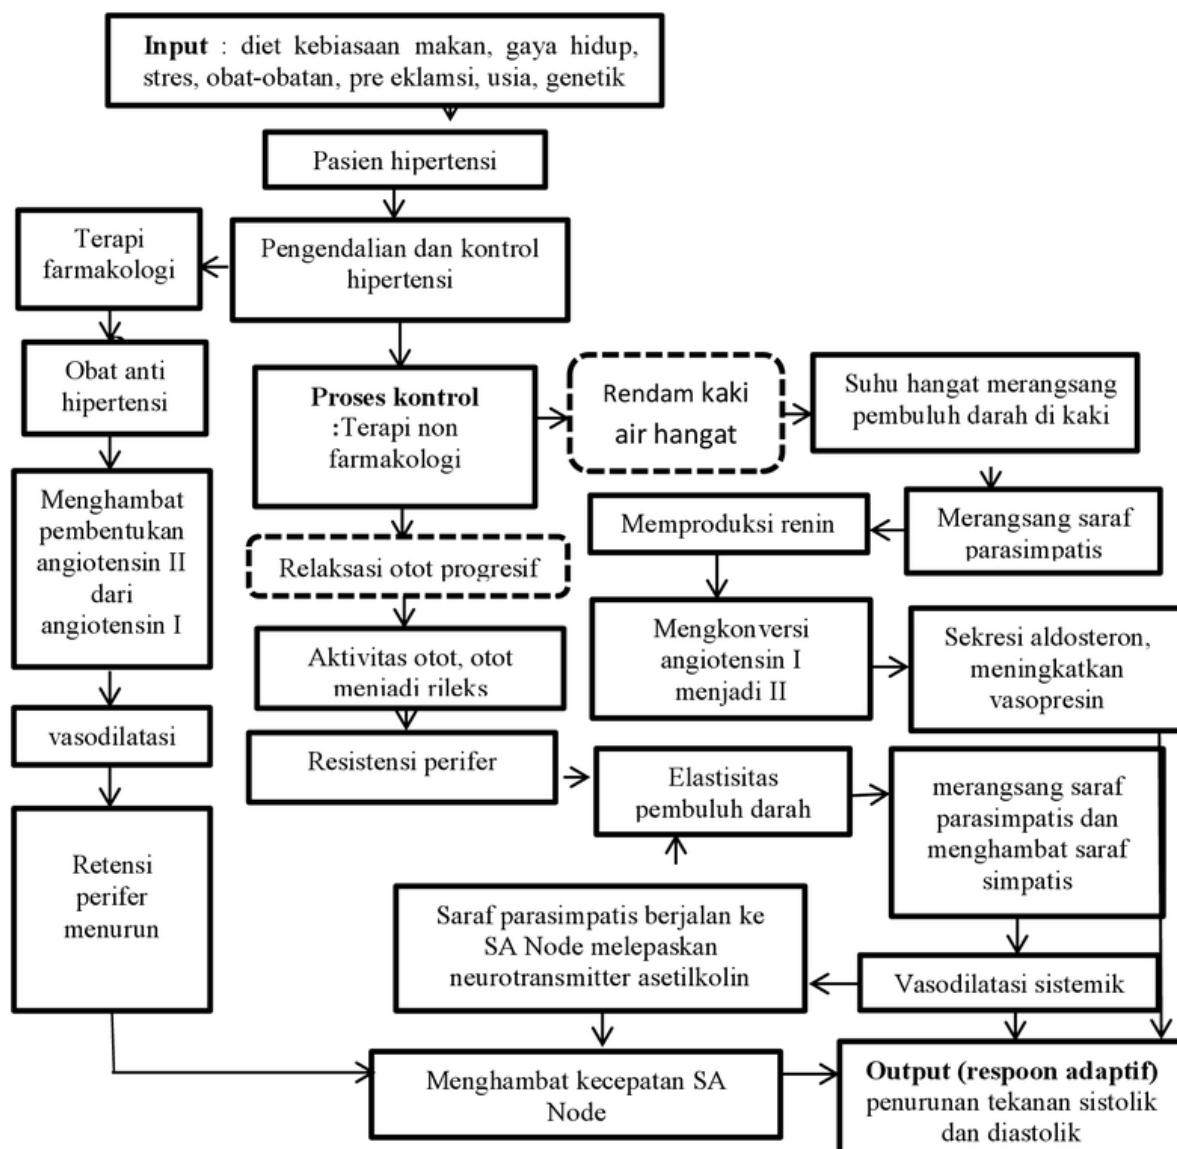 Input : diet kebiasaan makan, gaya hidup,
stres, obat-obatan, pre eklamsi, usia, genetik
Pasien hipertensi
Terapi
farmakologi
Pengendalian dan kontrol
hipertensi
Obat anti
hipertensi
Proses kontrol
:Terapi non
farmakologi
Rendam kaki
air hangat
Suhu hangat merangsang
pembuluh darah di kaki
Menghambat
pembentukan
angiotensin II
dari
angiotensin I
Memproduksi renin
Merangsang saraf
parasimpatis
Relaksasi otot progresif
Aktivitas otot, otot
menjadi rileks
Mengkonversi
angiotensin I
menjadi II
Sekresi aldosteron,
meningkatkan
vasopresin
vasodilatasi
Resistensi perifer
Elastisitas
pembuluh darah
merangsang saraf
parasimpatis dan
menghambat saraf
simpatis
Retensi
perifer
menurun
Saraf parasimpatis berjalan ke
SA Node melepaskan
neurotransmitter asetilkolin
Vasodilatasi sistemik
Menghambat kecepatan SA
Node
Output (respoon adaptif)
penurunan tekanan sistolik
dan diastolik